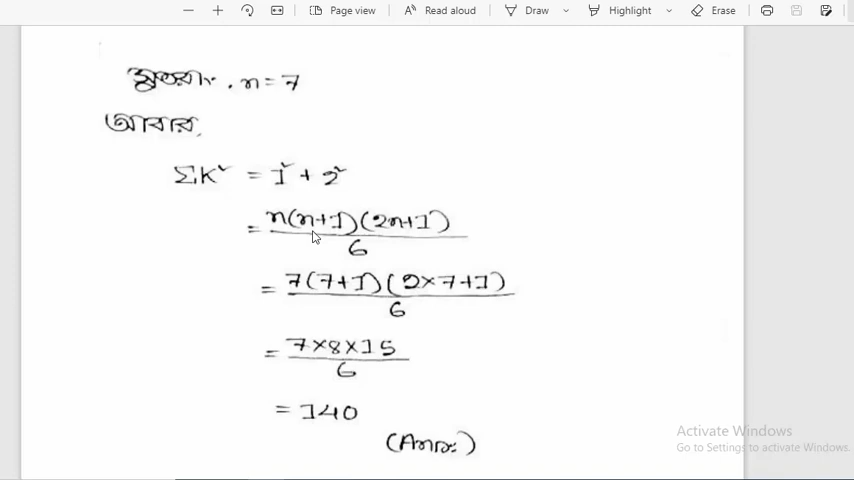 Page view Read aloud Draw Highlight Erase
সুতরাং, n = 7
আবার,
ΣK² = 1² + 2²
= n(n+1)(2n+1) / 6
= 7(7+1)(2×7+1) / 6
= 7×8×15 / 6
= 140
(Ans:)
Activate Windows
Go to Settings to activate Windows.